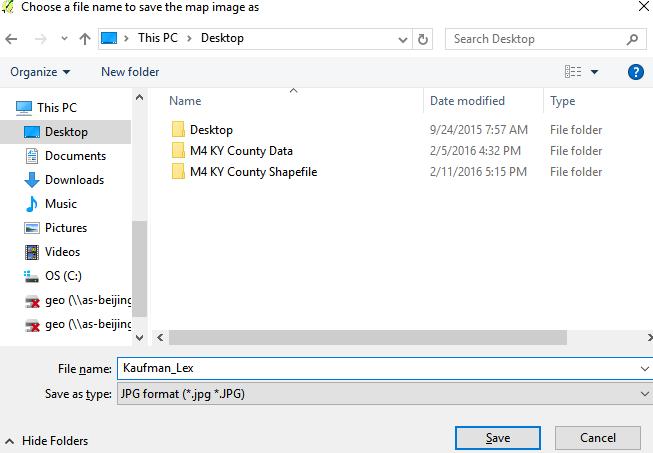 Choose a file name to save the map image as
This PC > Desktop
Search Desktop
Organize
New folder
?
This PC
Desktop
Documents
Downloads
Music
Pictures
Videos
OS (C:)
geo (\\as-beijing
geo (\\as-beijing
Name Date modified Type
Desktop 9/24/2015 7:57 AM File folder
M4 KY County Data 2/5/2016 4:32 PM File folder
M4 KY County Shapefile 2/11/2016 5:15 PM File folder
File name: Kaufman_Lex
Save as type: JPG format (*.jpg *.JPG)
Hide Folders
Save
Cancel